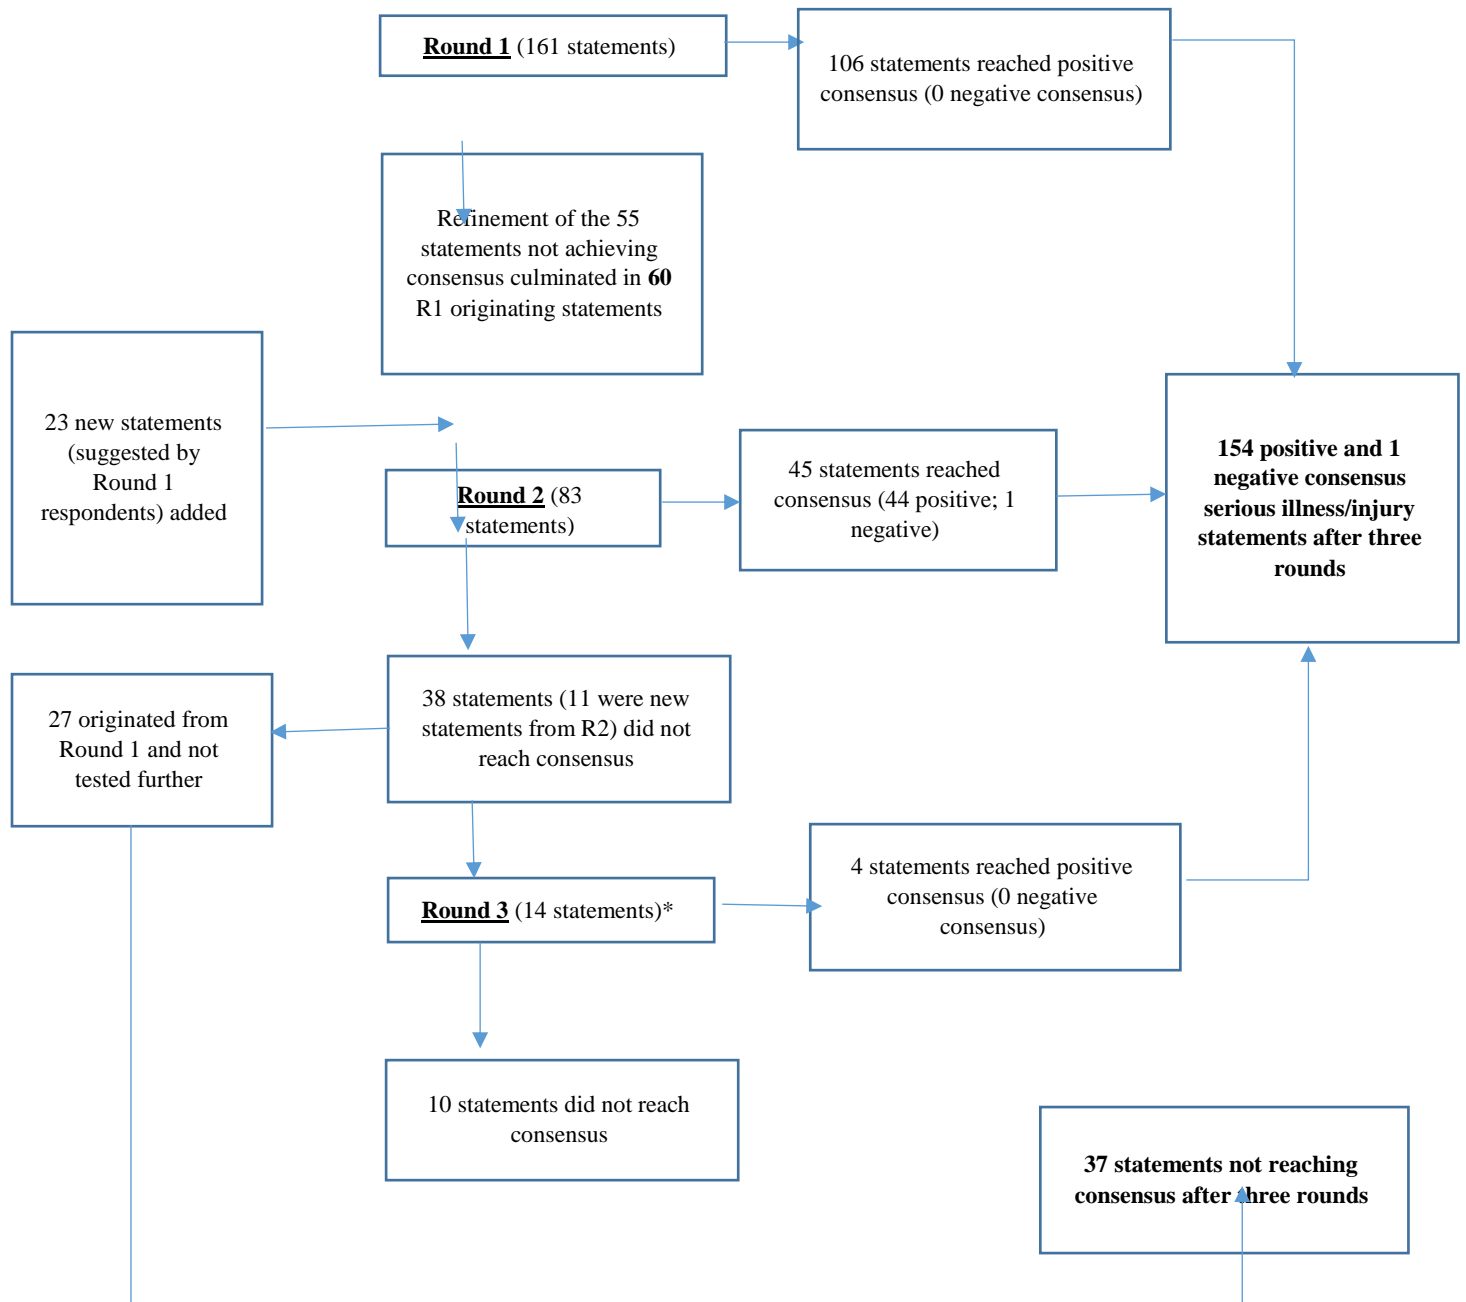 Round 1 (161 statements)
106 statements reached positive
consensus (0 negative consensus)
Refinement of the 55
statements not achieving
consensus culminated in 60
R1 originating statements
23 new statements
(suggested by
Round 1
respondents) added
Round 2 (83
statements)
45 statements reached
consensus (44 positive; 1
negative)
154 positive and 1
negative consensus
serious illness/injury
statements after three
rounds
38 statements (11 were new
statements from R2) did not
reach consensus
27 originated from
Round 1 and not
tested further
Round 3 (14 statements)*
4 statements reached positive
consensus (0 negative
consensus)
10 statements did not reach
consensus
37 statements not reaching
consensus after three rounds